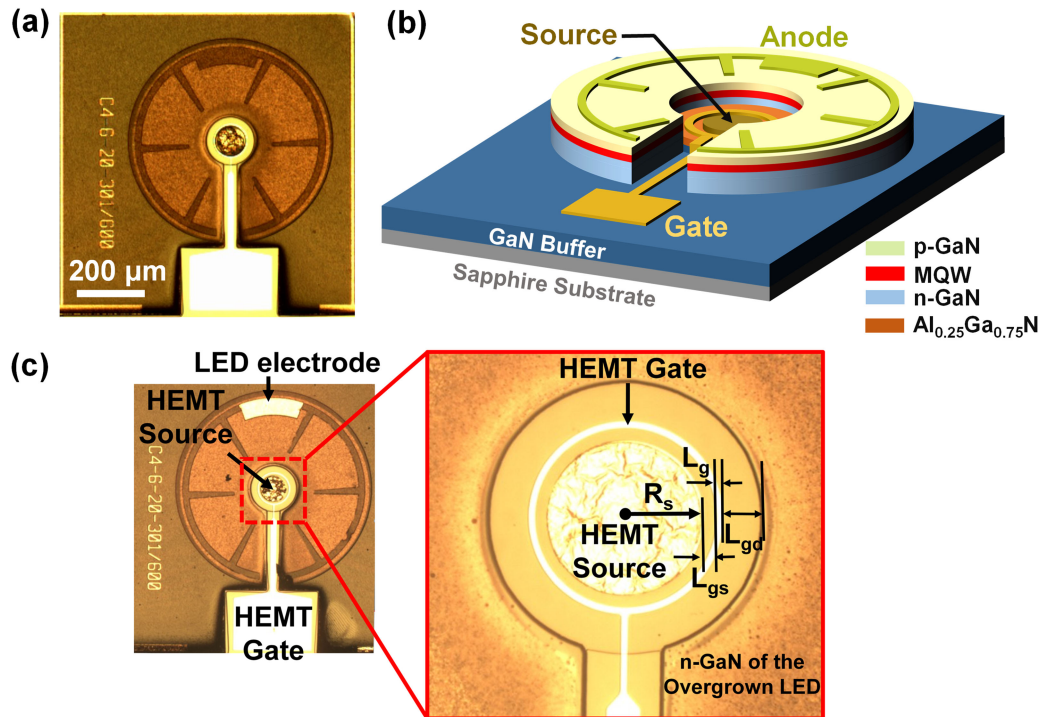 (a)
C4-6-20-301/600
200 µm
(b)
Source
Anode
Gate
GaN Buffer
Sapphire Substrate
p-GaN
MQW
n-GaN
Al0.25Ga0.75N
(c)
LED electrode
HEMT
Source
C4-6-20-301/600
HEMT
Gate
HEMT Gate
Lg
Rs
HEMT
Source
Lgd
Lgs
n-GaN of the
Overgrown LED